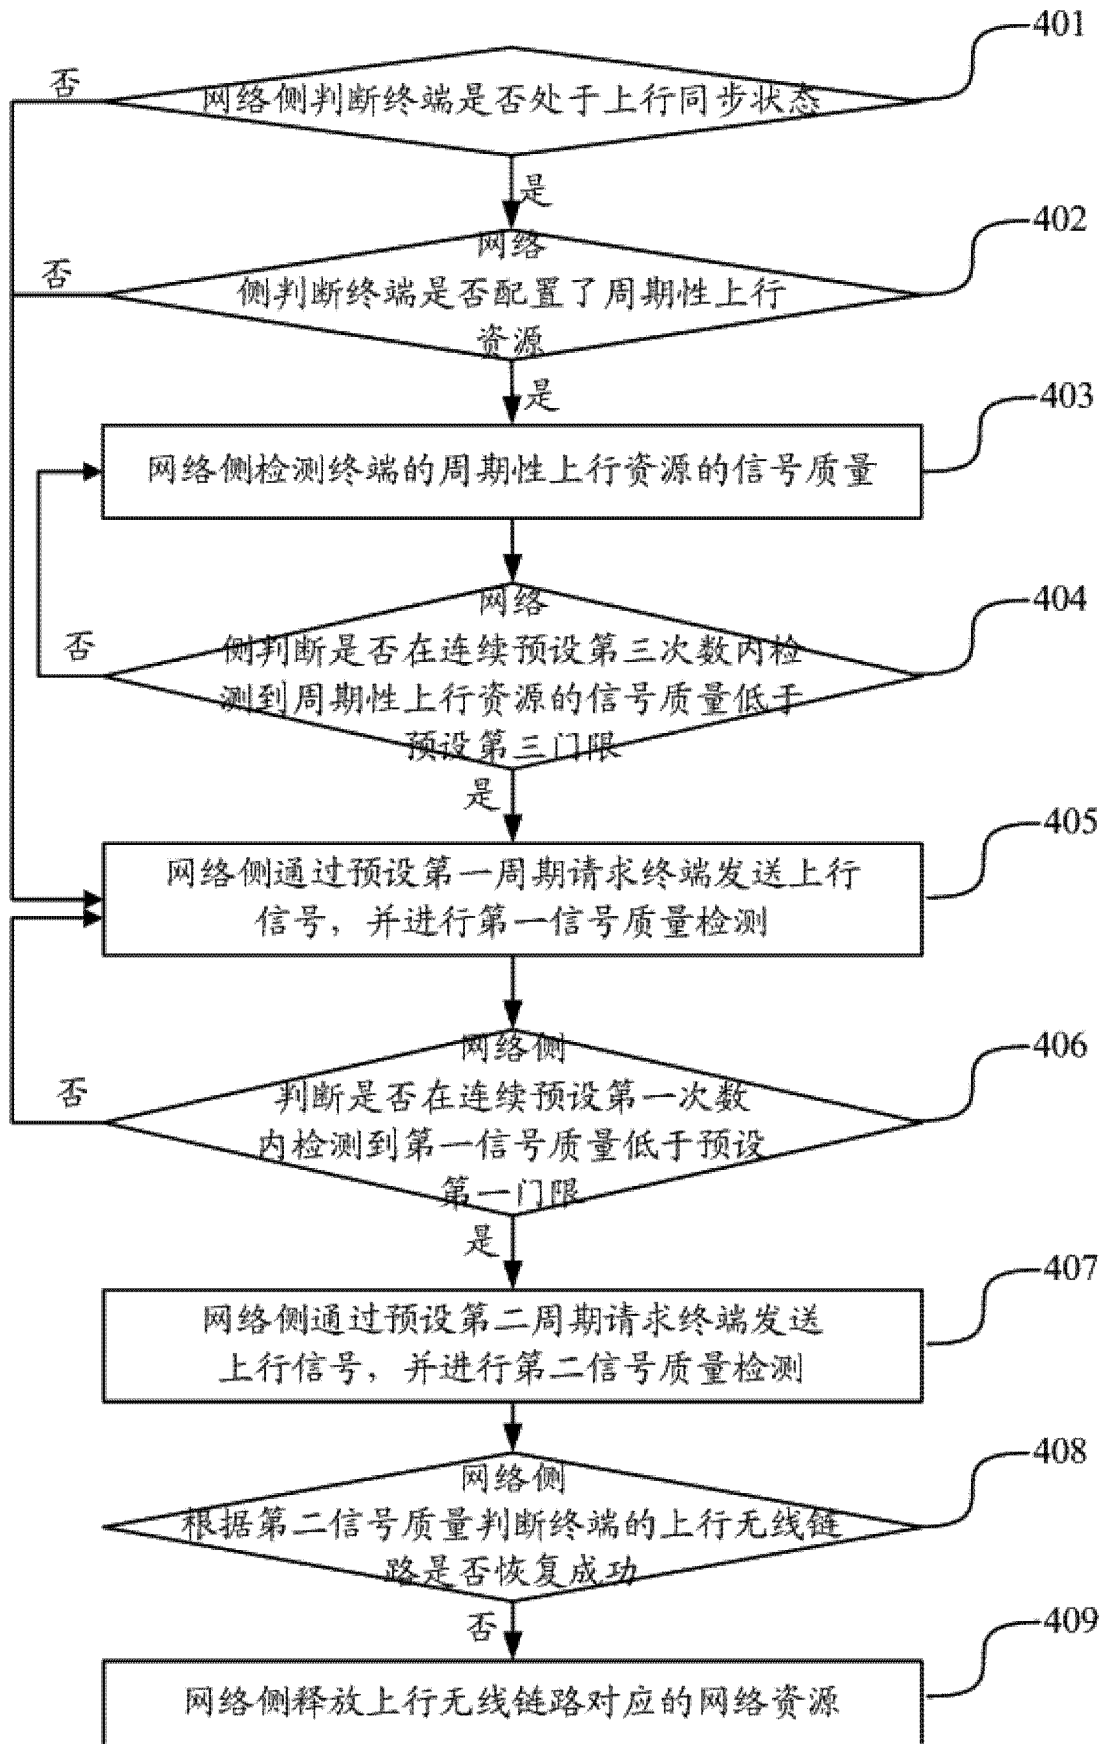 401
否
网络侧判断终端是否处于上行同步状态
是
402
网络
否
侧判断终端是否配置了周期性上行
资源
是
403
网络侧检测终端的周期性上行资源的信号质量
404
网络
否
侧判断是否在连续预设第三次数内检
测到周期性上行资源的信号质量低于
预设第三门限
是
405
网络侧通过预设第一周期请求终端发送上行
信号，并进行第一信号质量检测
406
网络侧
否
判断是否在连续预设第一次数
内检测到第一信号质量低于预设
第一门限
是
407
网络侧通过预设第二周期请求终端发送
上行信号，并进行第二信号质量检测
408
网络侧
根据第二信号质量判断终端的上行无线链
路是否恢复成功
否
409
网络侧释放上行无线链路对应的网络资源